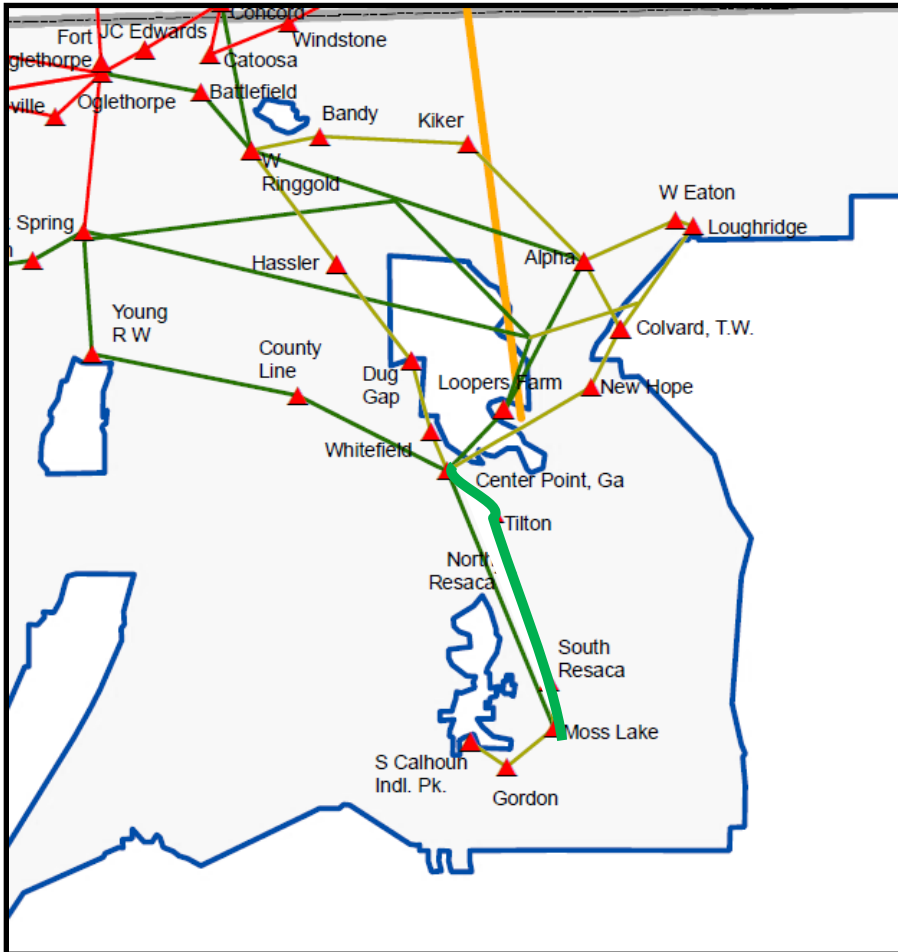 Concord
Fort
JC Edwards
Windstone
glethorpe
Catoosa
ville
Oglethorpe
Battlefield
Bandy
Kiker
W
Ringgold
W Eaton
Spring
Loughridge
Hassler
Alpha
Young
R W
Colvard, T.W.
County
Line
Dug
Gap
Loopers Farm
New Hope
Whitefield
Center Point, Ga
Tilton
North
Resaca
South
Resaca
Moss Lake
S Calhoun
Indl. Pk.
Gordon